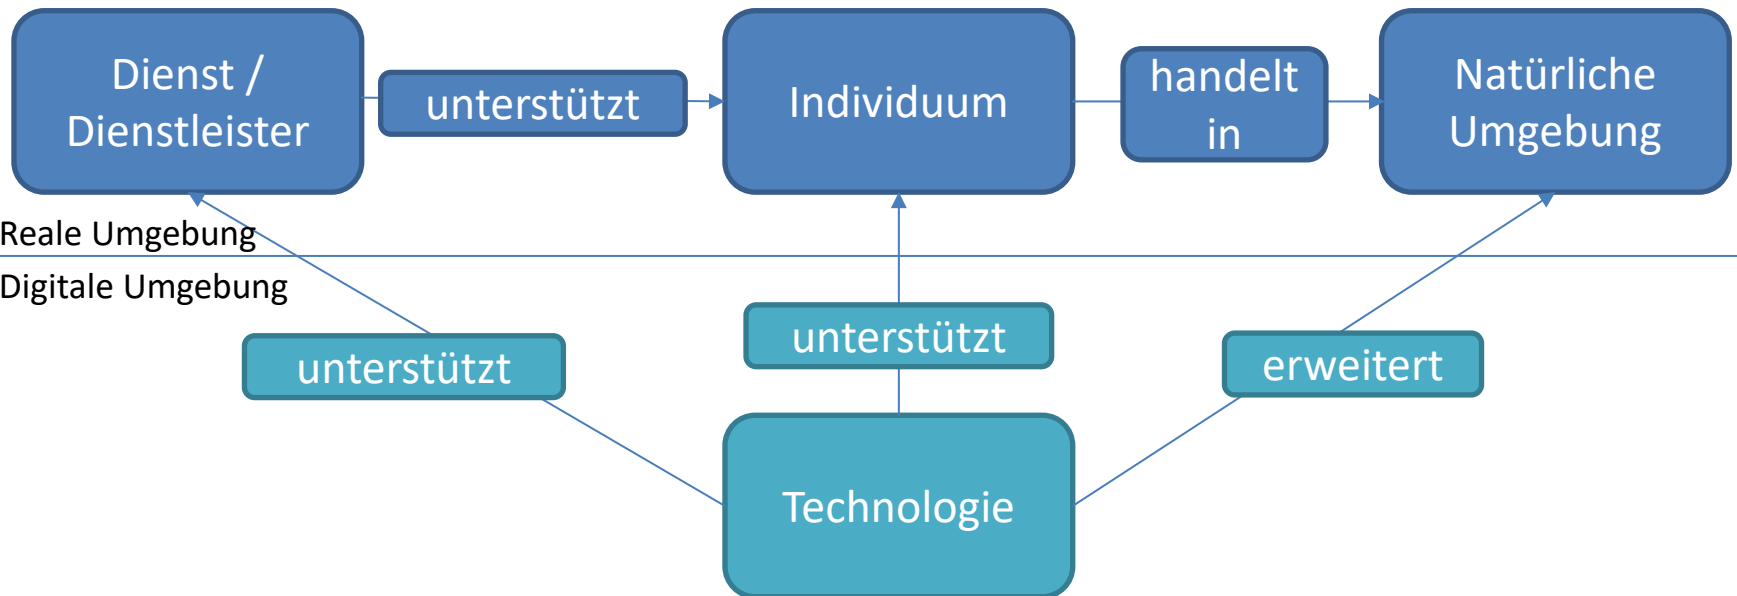 Dienst /
Dienstleister
unterstützt
Individuum
handelt
in
Natürliche
Umgebung
Reale Umgebung
Digitale Umgebung
unterstützt
unterstützt
erweitert
Technologie